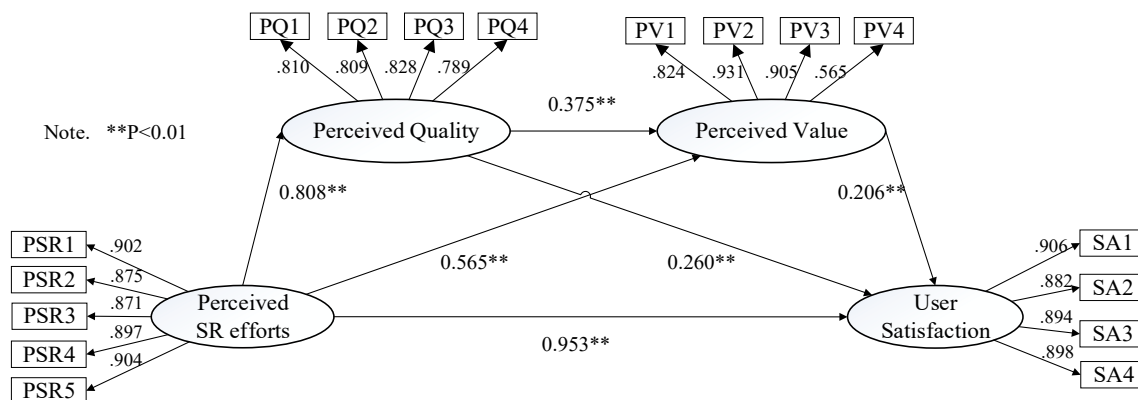 PQ1 PQ2 PQ3 PQ4
PV1 PV2 PV3 PV4
.810 .809 .828 .789
.824 .931 .905 .565
0.375**
Note. **P<0.01
Perceived Quality
Perceived Value
0.808**
0.206**
0.565**
0.260**
PSR1
.902
PSR2
.875
PSR3
.871
PSR4
.897
PSR5
.904
Perceived
SR efforts
0.953**
User
Satisfaction
.906
SA1
.882
SA2
.894
SA3
.898
SA4